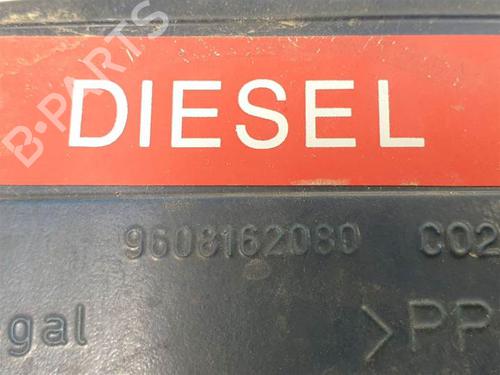 B-PARTS
DIESEL
9608162080 C02
gal >PP